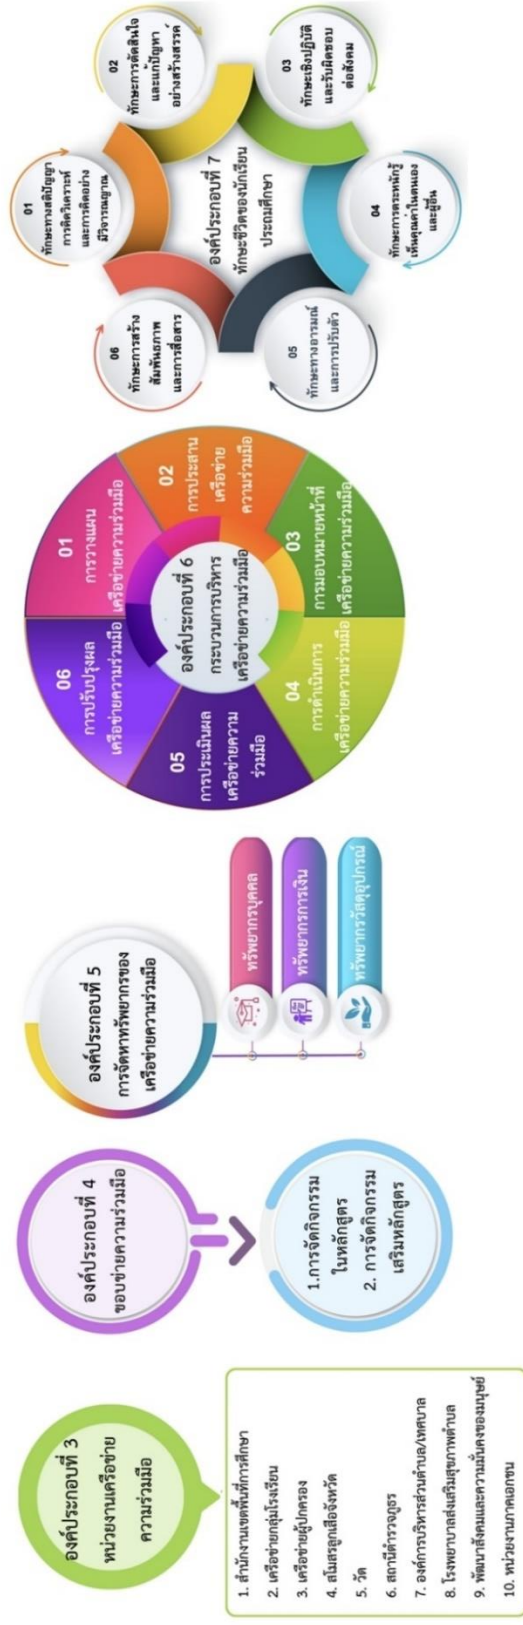 องค์ประกอบที่ 3
หน่วยงานเครือข่าย
ความร่วมมือ
1. สำนักงานเขตพื้นที่การศึกษา
2. เครือข่ายกลุ่มโรงเรียน
3. เครือข่ายผู้ปกครอง
4. สโมสรลูกเสือจังหวัด
5. วัด
6. สถานีตำรวจภูธร
7. องค์การบริหารส่วนตำบล/เทศบาล
8. โรงพยาบาลส่งเสริมสุขภาพตำบล
9. พัฒนาสังคมและความมั่นคงของมนุษย์
10. หน่วยงานภาคเอกชน
องค์ประกอบที่ 4
ขอบข่ายความร่วมมือ
1.การจัดกิจกรรม
ในหลักสูตร
2. การจัดกิจกรรม
เสริมหลักสูตร
องค์ประกอบที่ 5
การจัดหาทรัพยากรของ
เครือข่ายความร่วมมือ
ทรัพยากรบุคคล
ทรัพยากรการเงิน
ทรัพยากรวัสดุอุปกรณ์
องค์ประกอบที่ 6
กระบวนการบริหาร
เครือข่ายความร่วมมือ
01
การวางแผน
เครือข่ายความร่วมมือ
02
การประสาน
เครือข่าย
ความร่วมมือ
03
การมอบหมายหน้าที่
เครือข่ายความร่วมมือ
04
การดำเนินการ
เครือข่ายความร่วมมือ
05
การประเมินผล
เครือข่ายความ
ร่วมมือ
06
การปรับปรุงผล
เครือข่ายความร่วมมือ
องค์ประกอบที่ 7
ทักษะชีวิตของนักเรียน
ประถมศึกษา
01
ทักษะทางสติปัญญา
การคิดวิเคราะห์
และการคิดอย่าง
มีวิจารณญาณ
02
ทักษะการตัดสินใจ
และแก้ปัญหา
อย่างสร้างสรรค์
03
ทักษะเชิงปฏิบัติ
และรับผิดชอบ
ต่อสังคม
04
ทักษะการตระหนักรู้
เห็นคุณค่าในตนเอง
และผู้อื่น
05
ทักษะทางอารมณ์
และการปรับตัว
06
ทักษะการสร้าง
สัมพันธภาพ
และการสื่อสาร